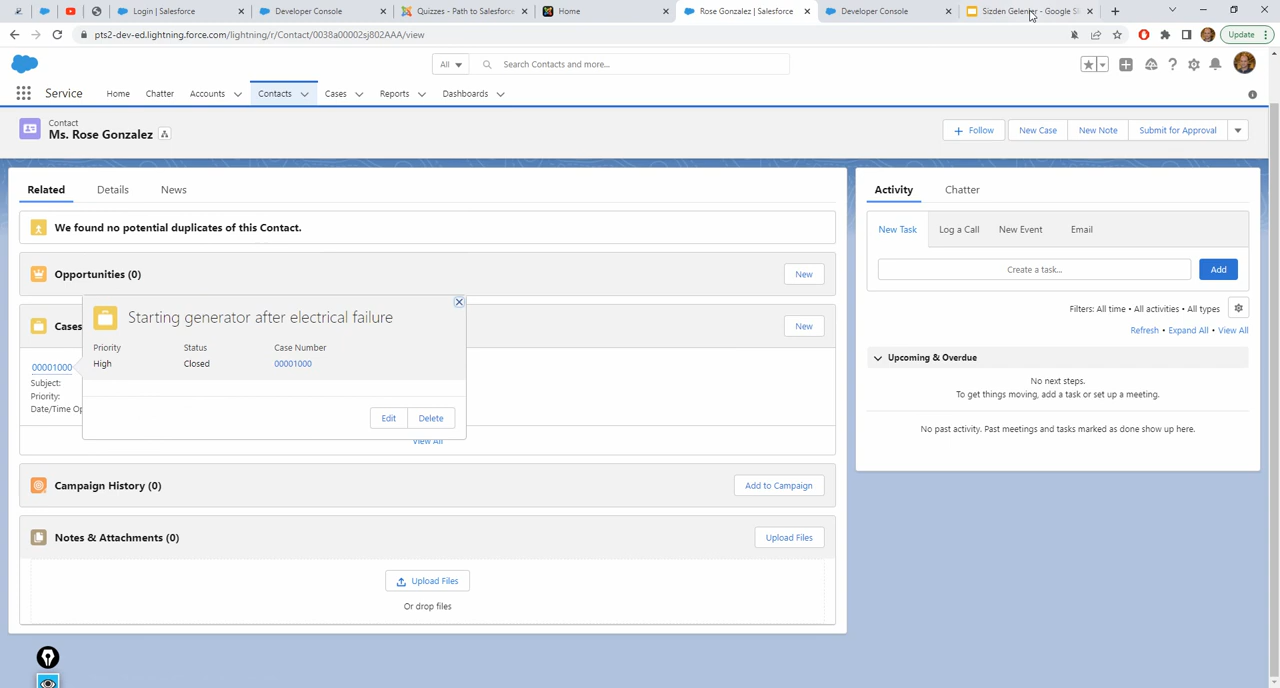 Login | Salesforce
Developer Console
Quizzes - Path to Salesforce
Home
Rose Gonzalez | Salesforce
Developer Console
Sizden Gelenler - Google Sl
pts2-dev-ed.lightning.force.com/lightning/r/Contact/0038a00002sj802AAA/view
Update
All
Search Contacts and more...
Service
Home
Chatter
Accounts
Contacts
Cases
Reports
Dashboards
Contact
Ms. Rose Gonzalez
Follow
New Case
New Note
Submit for Approval
Related
Details
News
We found no potential duplicates of this Contact.
Opportunities (0)
New
Cases
New
Starting generator after electrical failure
Priority
Status
Case Number
High
Closed
00001000
Edit
Delete
00001000
Subject:
Priority:
Date/Time Op
View All
Campaign History (0)
Add to Campaign
Notes & Attachments (0)
Upload Files
Upload Files
Or drop files
Activity
Chatter
New Task
Log a Call
New Event
Email
Create a task...
Add
Filters: All time • All activities • All types
Refresh • Expand All • View All
Upcoming & Overdue
No next steps.
To get things moving, add a task or set up a meeting.
No past activity. Past meetings and tasks marked as done show up here.